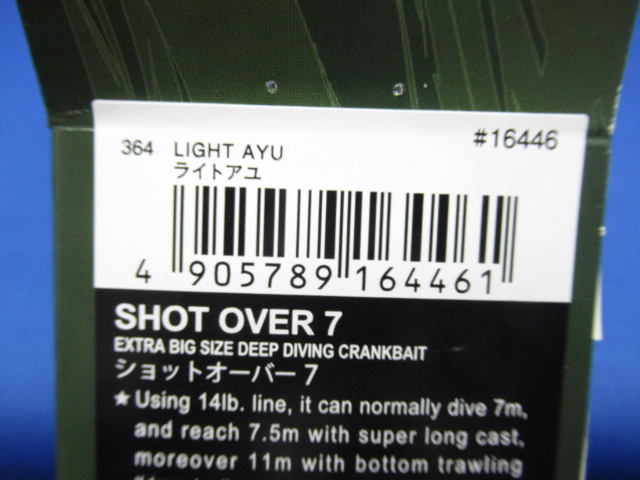 364 LIGHT AYU #16446
ライトアユ
4 905789 164461
SHOT OVER 7
EXTRA BIG SIZE DEEP DIVING CRANKBAIT
ショットオーバー7
★Using 14lb. line, it can normally dive 7m,
and reach 7.5m with super long cast,
moreover 11m with bottom trawling